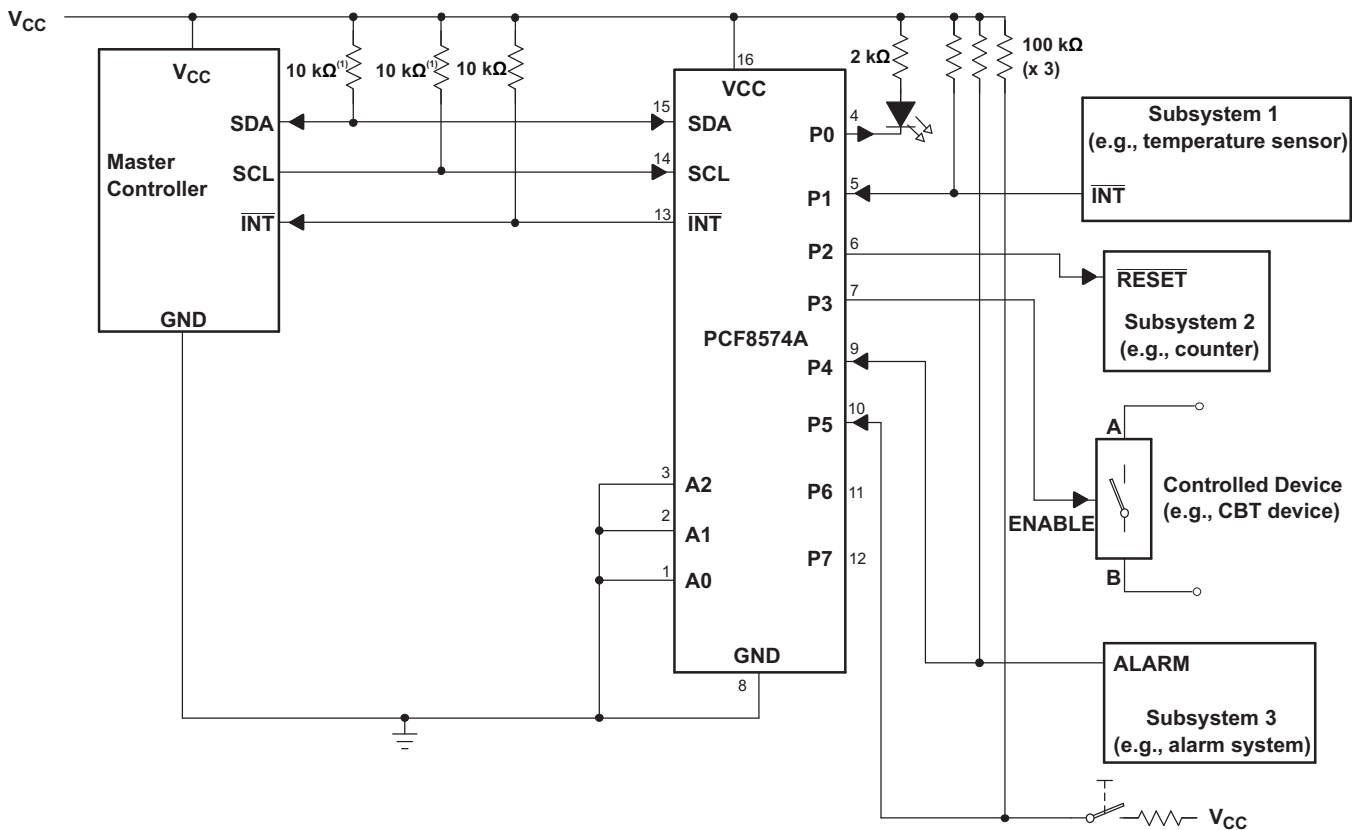 VCC
VCC
10 kΩ(1)
10 kΩ(1)
10 kΩ
SDA
Master
Controller
SCL
INT
GND
16
VCC
15
SDA
14
SCL
13
INT
PCF8574A
3
A2
2
A1
1
A0
GND
8
P0
4
P1
5
P2
6
P3
7
P4
9
P5
10
P6
11
P7
12
2 kΩ
100 kΩ
(x 3)
Subsystem 1
(e.g., temperature sensor)
INT
RESET
Subsystem 2
(e.g., counter)
A
Controlled Device
(e.g., CBT device)
ENABLE
B
ALARM
Subsystem 3
(e.g., alarm system)
VCC